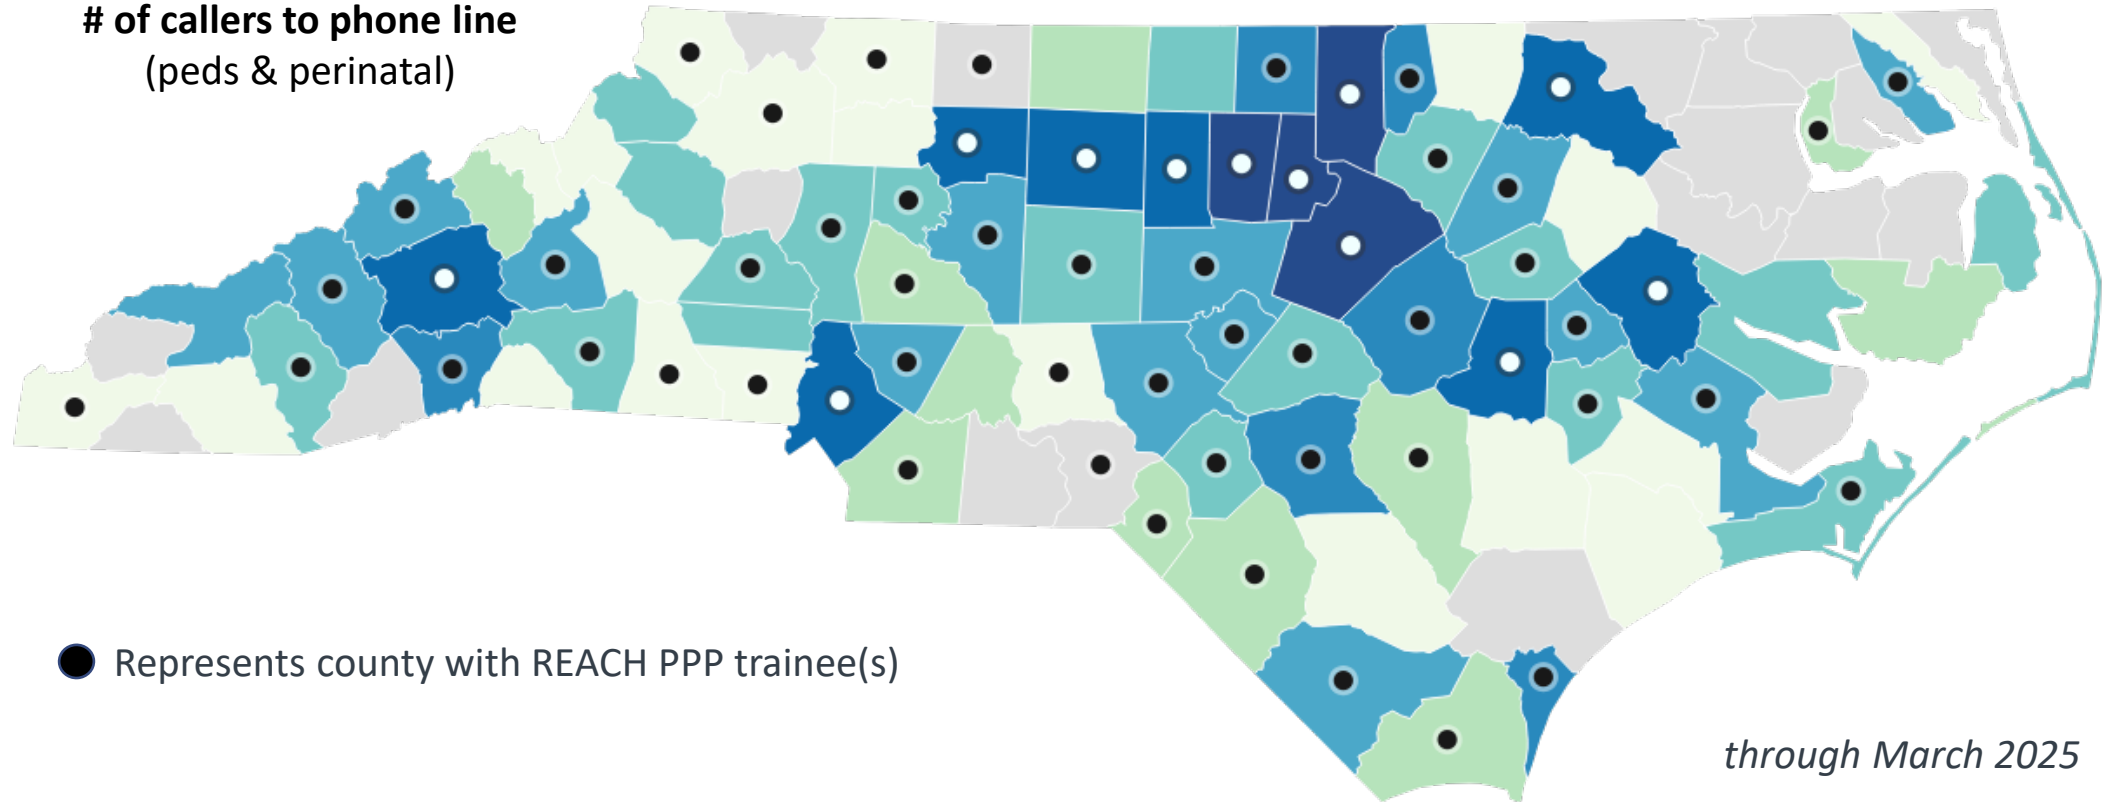 # of callers to phone line
(peds & perinatal)
Represents county with REACH PPP trainee(s)
through March 2025